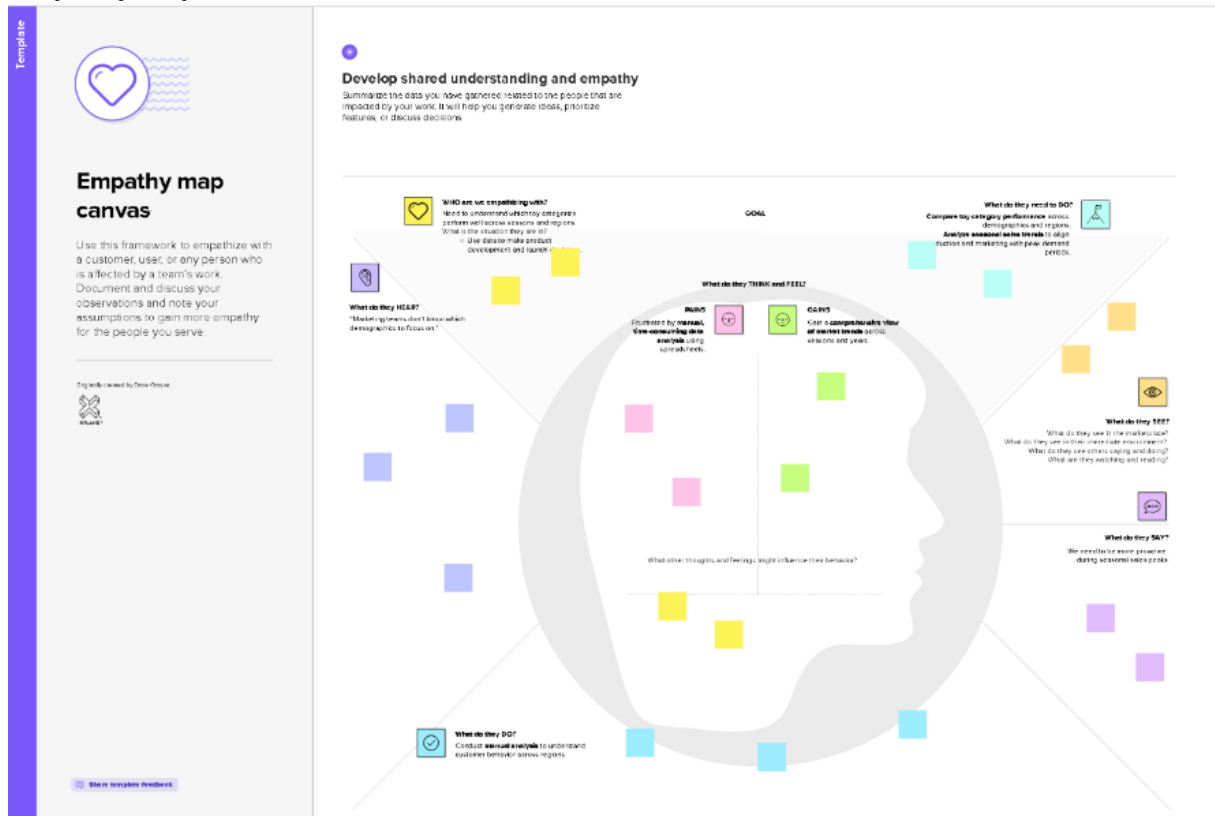 Template
Empathy map
canvas
Use this framework to empathize with
a customer, user, or any person who
is affected by a team's work.
Document and discuss your
observations and note your
assumptions to gain more empathy
for the people you serve.
Originally created by Dave Gray at
XPLANE
Share template feedback
Develop shared understanding and empathy
Summarize the data you have gathered related to the people that are
impacted by your work. It will help you generate ideas, prioritize
features, or discuss decisions.
WHO are we empathizing with?
Need to understand which toy categories
perform well across seasons and regions.
What is the situation they are in?
Use data to make product
development and launch
GOAL
What do they need to DO?
Compare toy category performance across
demographics and regions.
Analyze seasonal sales trends to align
production and marketing with peak demand
periods.
What do they HEAR?
"Marketing teams don't know which
demographics to focus on."
What do they THINK and FEEL?
PAINS
Frustrated by manual,
time-consuming data
analysis using
spreadsheets.
GAINS
Gain a comprehensive view
of market trends across
seasons and years.
What do they SEE?
What do they see in the marketplace?
What do they see in their immediate environment?
What do they see others saying and doing?
What are they watching and reading?
What do they SAY?
We need to be more proactive
during seasonal sales peaks
What other thoughts and feelings might influence their behavior?
What do they DO?
Conduct manual analysis to understand
customer behavior across regions.